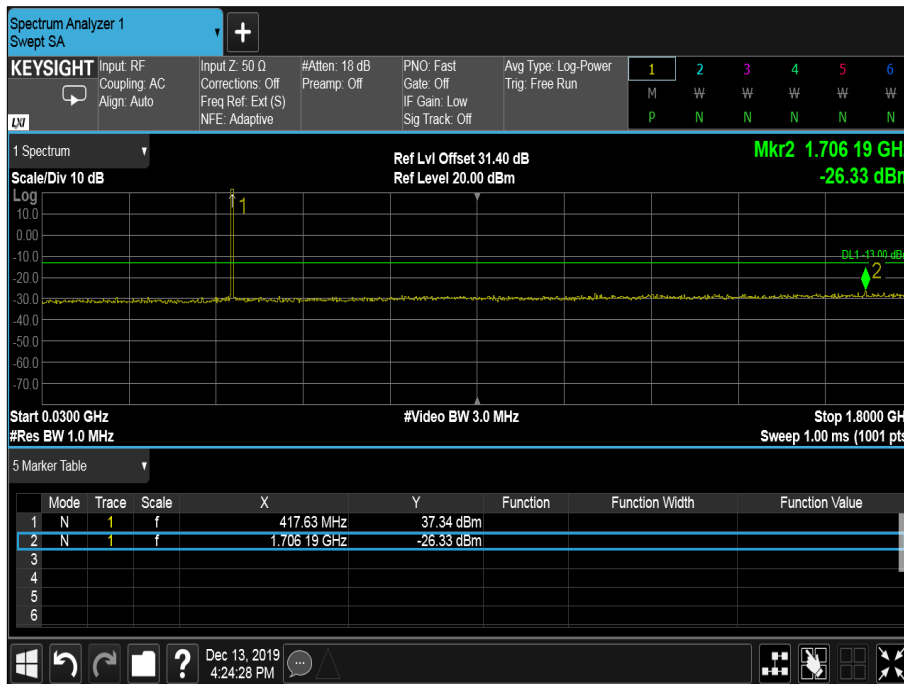 Spectrum Analyzer 1
Swept SA
+
KEYSIGHT
LXI
Input: RF
Coupling: AC
Align: Auto
Input Z: 50 Ω
Corrections: Off
Freq Ref: Ext (S)
NFE: Adaptive
#Atten: 18 dB
Preamp: Off
PNO: Fast
Gate: Off
IF Gain: Low
Sig Track: Off
Avg Type: Log-Power
Trig: Free Run
1 2 3 4 5 6
M W W W W W
P N N N N N
1 Spectrum
Scale/Div 10 dB
Ref Lvl Offset 31.40 dB
Ref Level 20.00 dBm
Mkr2 1.706 19 GHz
-26.33 dBm
Log
10.0
0.00
-10.0
-20.0
-30.0
-40.0
-50.0
-60.0
-70.0
1
DL1 -13.00 dBm
2
Start 0.0300 GHz
#Res BW 1.0 MHz
#Video BW 3.0 MHz
Stop 1.8000 GHz
Sweep 1.00 ms (1001 pts
5 Marker Table
Mode Trace Scale X Y Function Function Width Function Value
1 N 1 f 417.63 MHz 37.34 dBm
2 N 1 f 1.706 19 GHz -26.33 dBm
3
4
5
6
?
Dec 13, 2019
4:24:28 PM